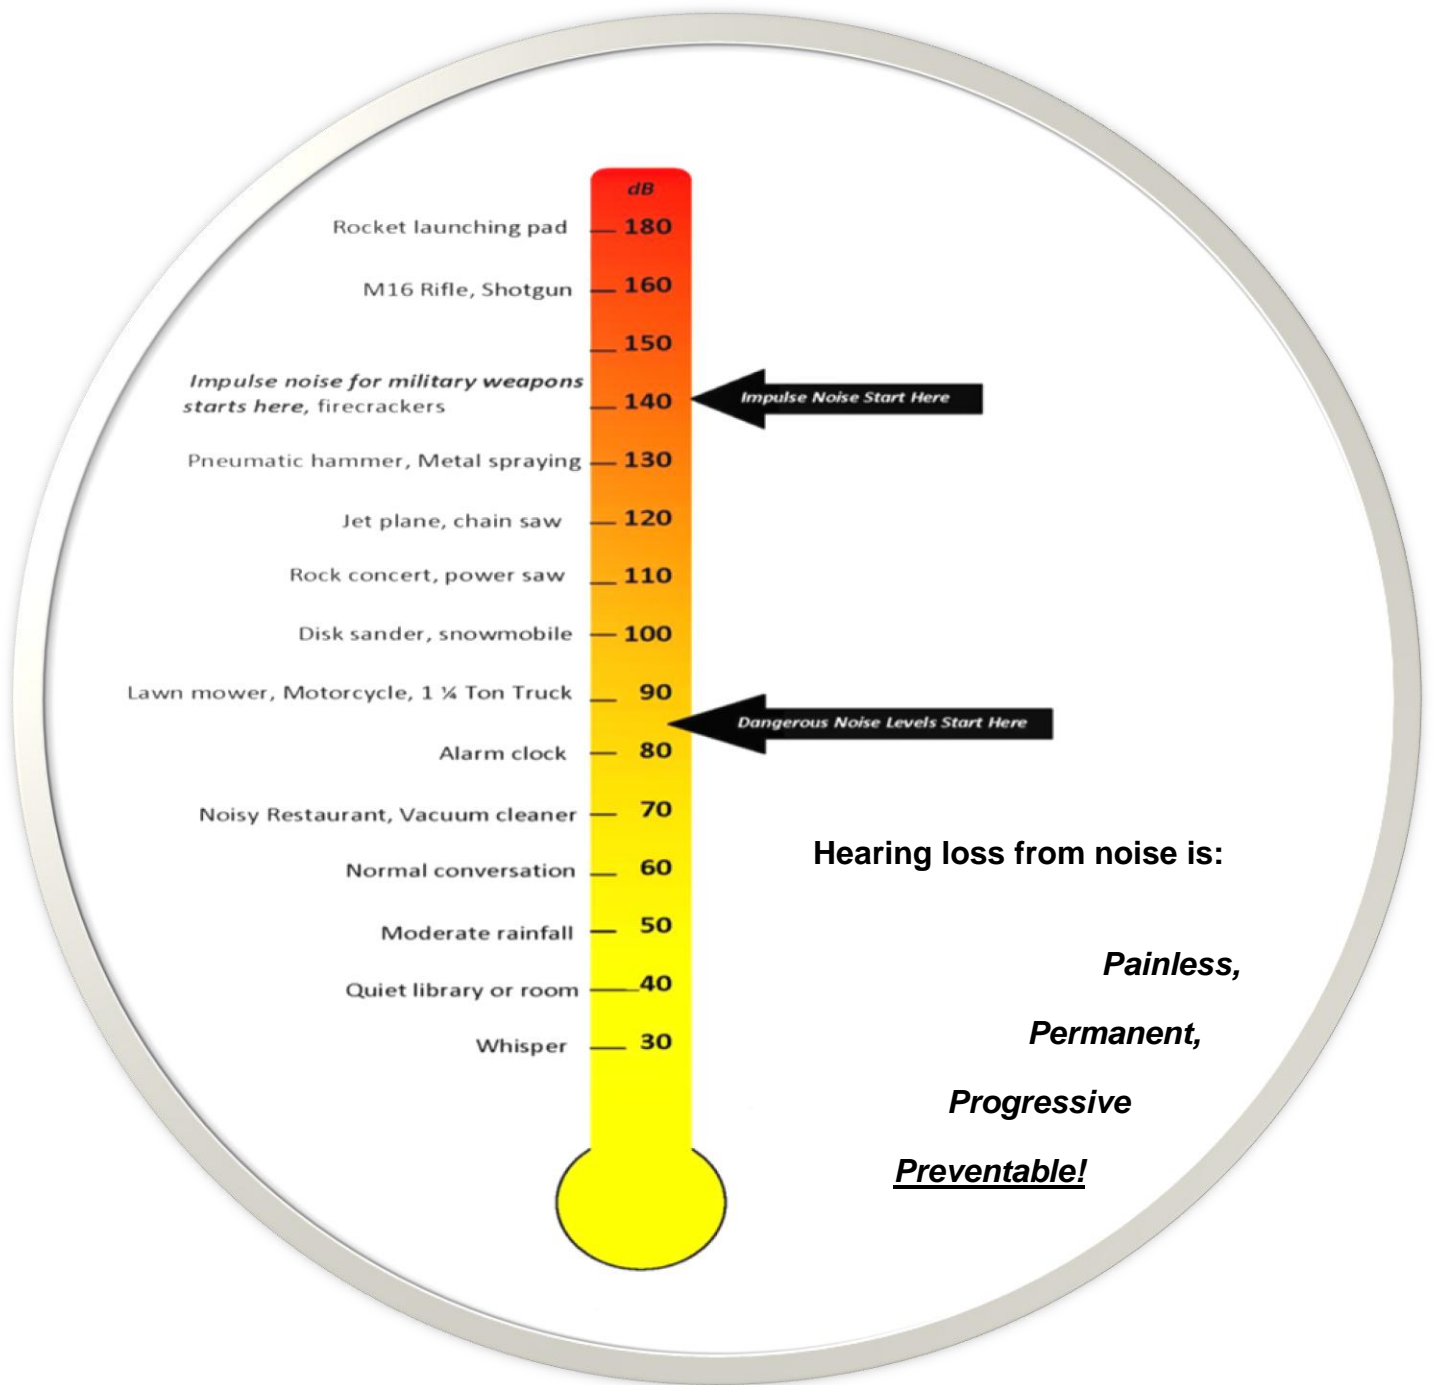 dB
Rocket launching pad 180
M16 Rifle, Shotgun 160
150
Impulse noise for military weapons
starts here, firecrackers 140
Impulse Noise Start Here
Pneumatic hammer, Metal spraying 130
Jet plane, chain saw 120
Rock concert, power saw 110
Disk sander, snowmobile 100
Lawn mower, Motorcycle, 1 ¼ Ton Truck 90
Dangerous Noise Levels Start Here
Alarm clock 80
Noisy Restaurant, Vacuum cleaner 70
Normal conversation 60
Moderate rainfall 50
Quiet library or room 40
Whisper 30
Hearing loss from noise is:
Painless,
Permanent,
Progressive
Preventable!